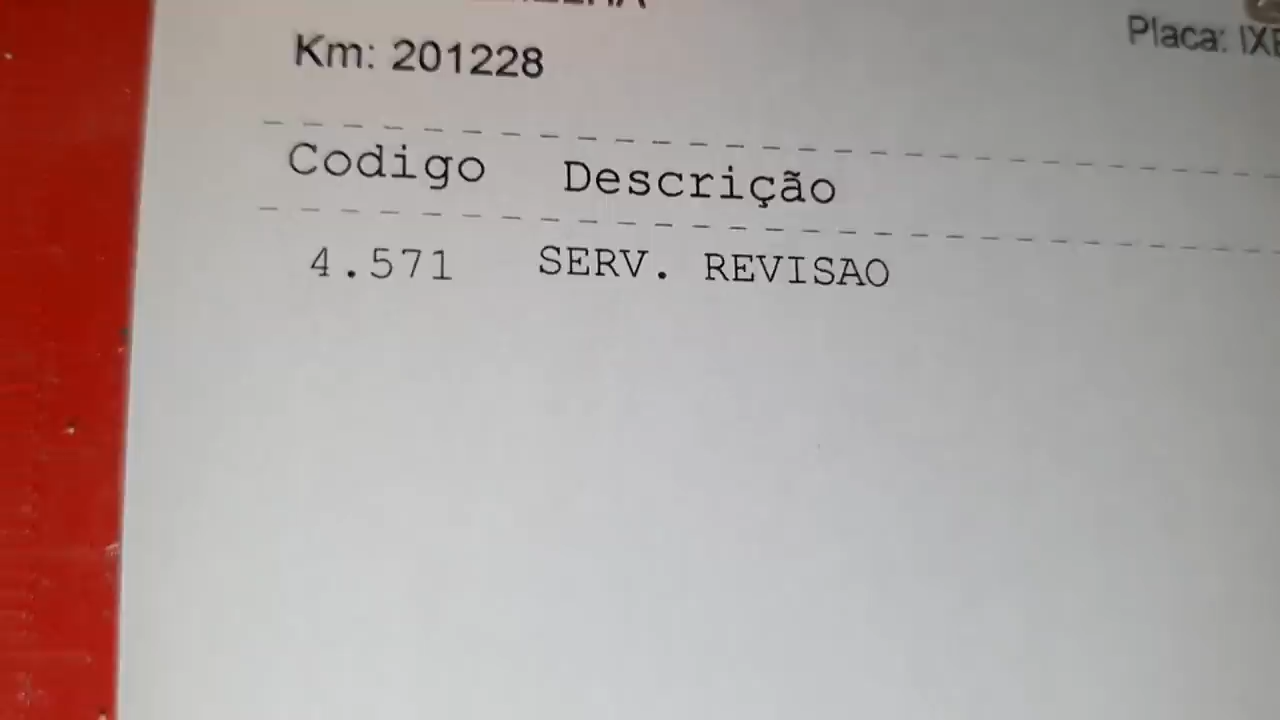 Km: 201228
Placa:
Codigo Descrição
4.571 SERV. REVISAO